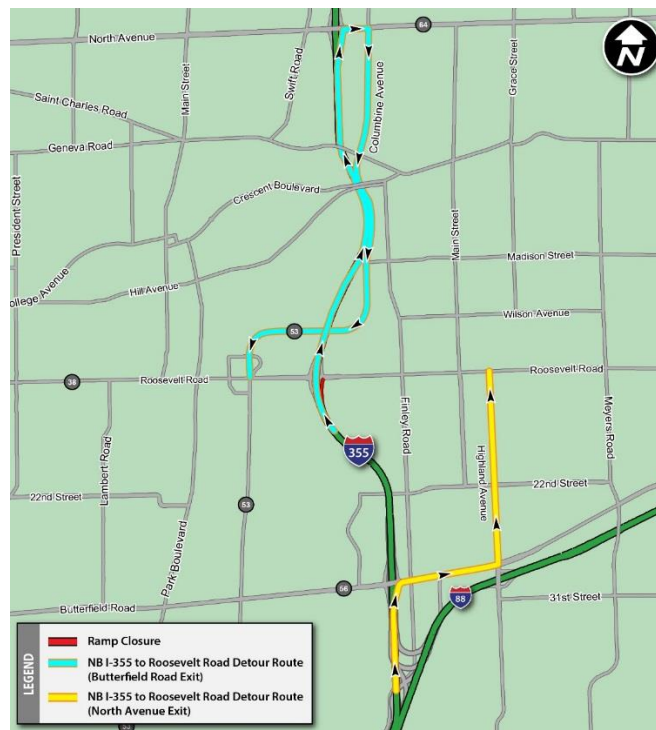 North Avenue
64
N
Saint Charles Road
Main Street
Swift Road
Columbine Avenue
Grace Street
Geneva Road
President Street
Crescent Boulevard
Main Street
Madison Street
College Avenue
Hill Avenue
Wilson Avenue
53
38
Roosevelt Road
Roosevelt Road
Lambert Road
355
Finley Road
Highland Avenue
Meyers Road
22nd Street
53
22nd Street
Park Boulevard
56
88
31st Street
Butterfield Road
LEGEND
Ramp Closure
NB I-355 to Roosevelt Road Detour Route
(Butterfield Road Exit)
NB I-355 to Roosevelt Road Detour Route
(North Avenue Exit)